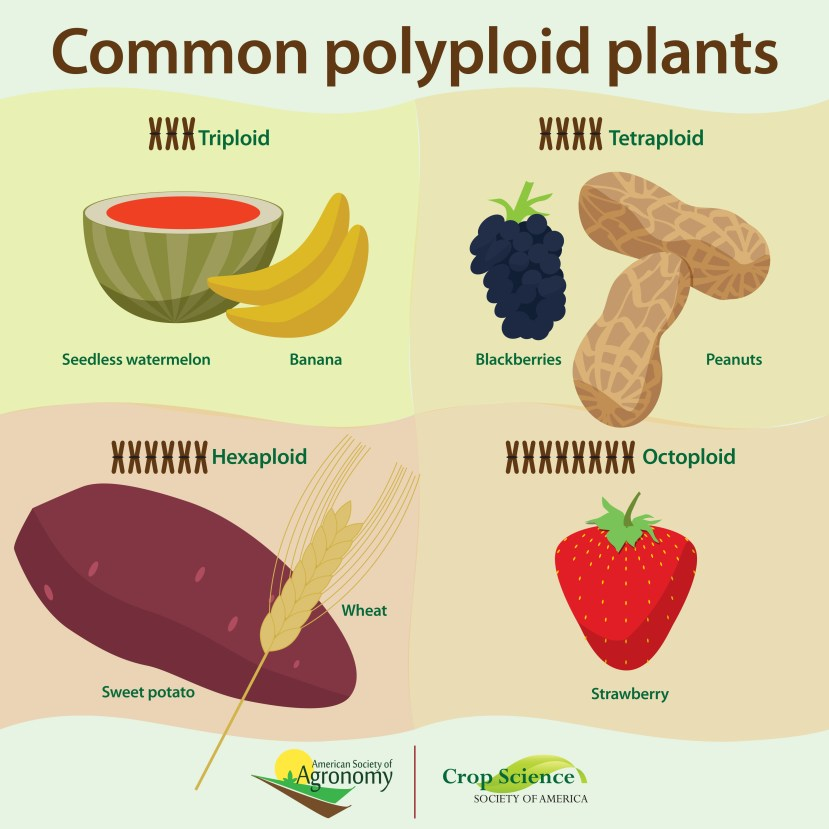 Common polyploid plants
Triploid
Tetraploid
Seedless watermelon
Banana
Blackberries
Peanuts
Hexaploid
Octoploid
Wheat
Sweet potato
Strawberry
American Society of
Agronomy
Crop Science
SOCIETY OF AMERICA